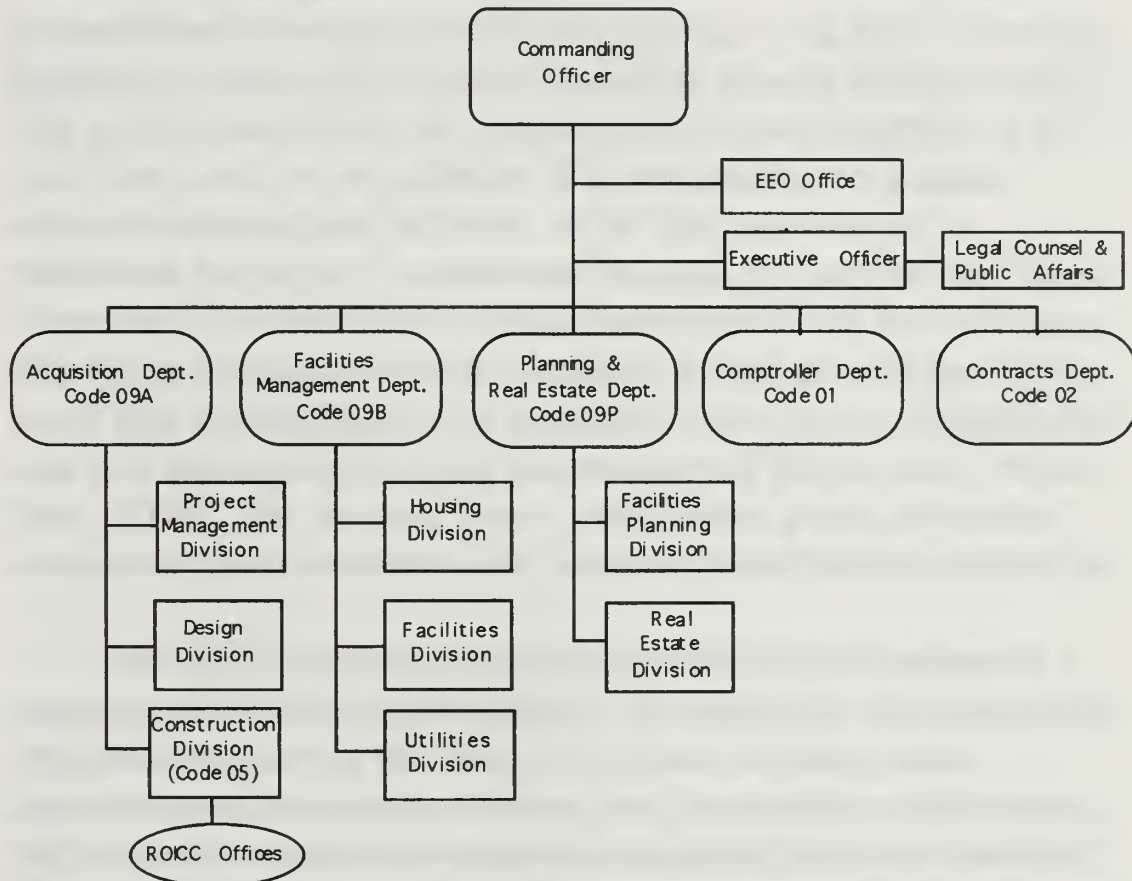 Commanding
Officer
EEO Office
Executive Officer
Legal Counsel &
Public Affairs
Acquisition Dept.
Code 09A
Facilities
Management Dept.
Code 09B
Planning &
Real Estate Dept.
Code 09P
Comptroller Dept.
Code 01
Contracts Dept.
Code 02
Project
Management
Division
Housing
Division
Facilities
Planning
Division
Design
Division
Facilities
Division
Real
Estate
Division
Construction
Division
(Code 05)
Utilities
Division
ROICC Offices